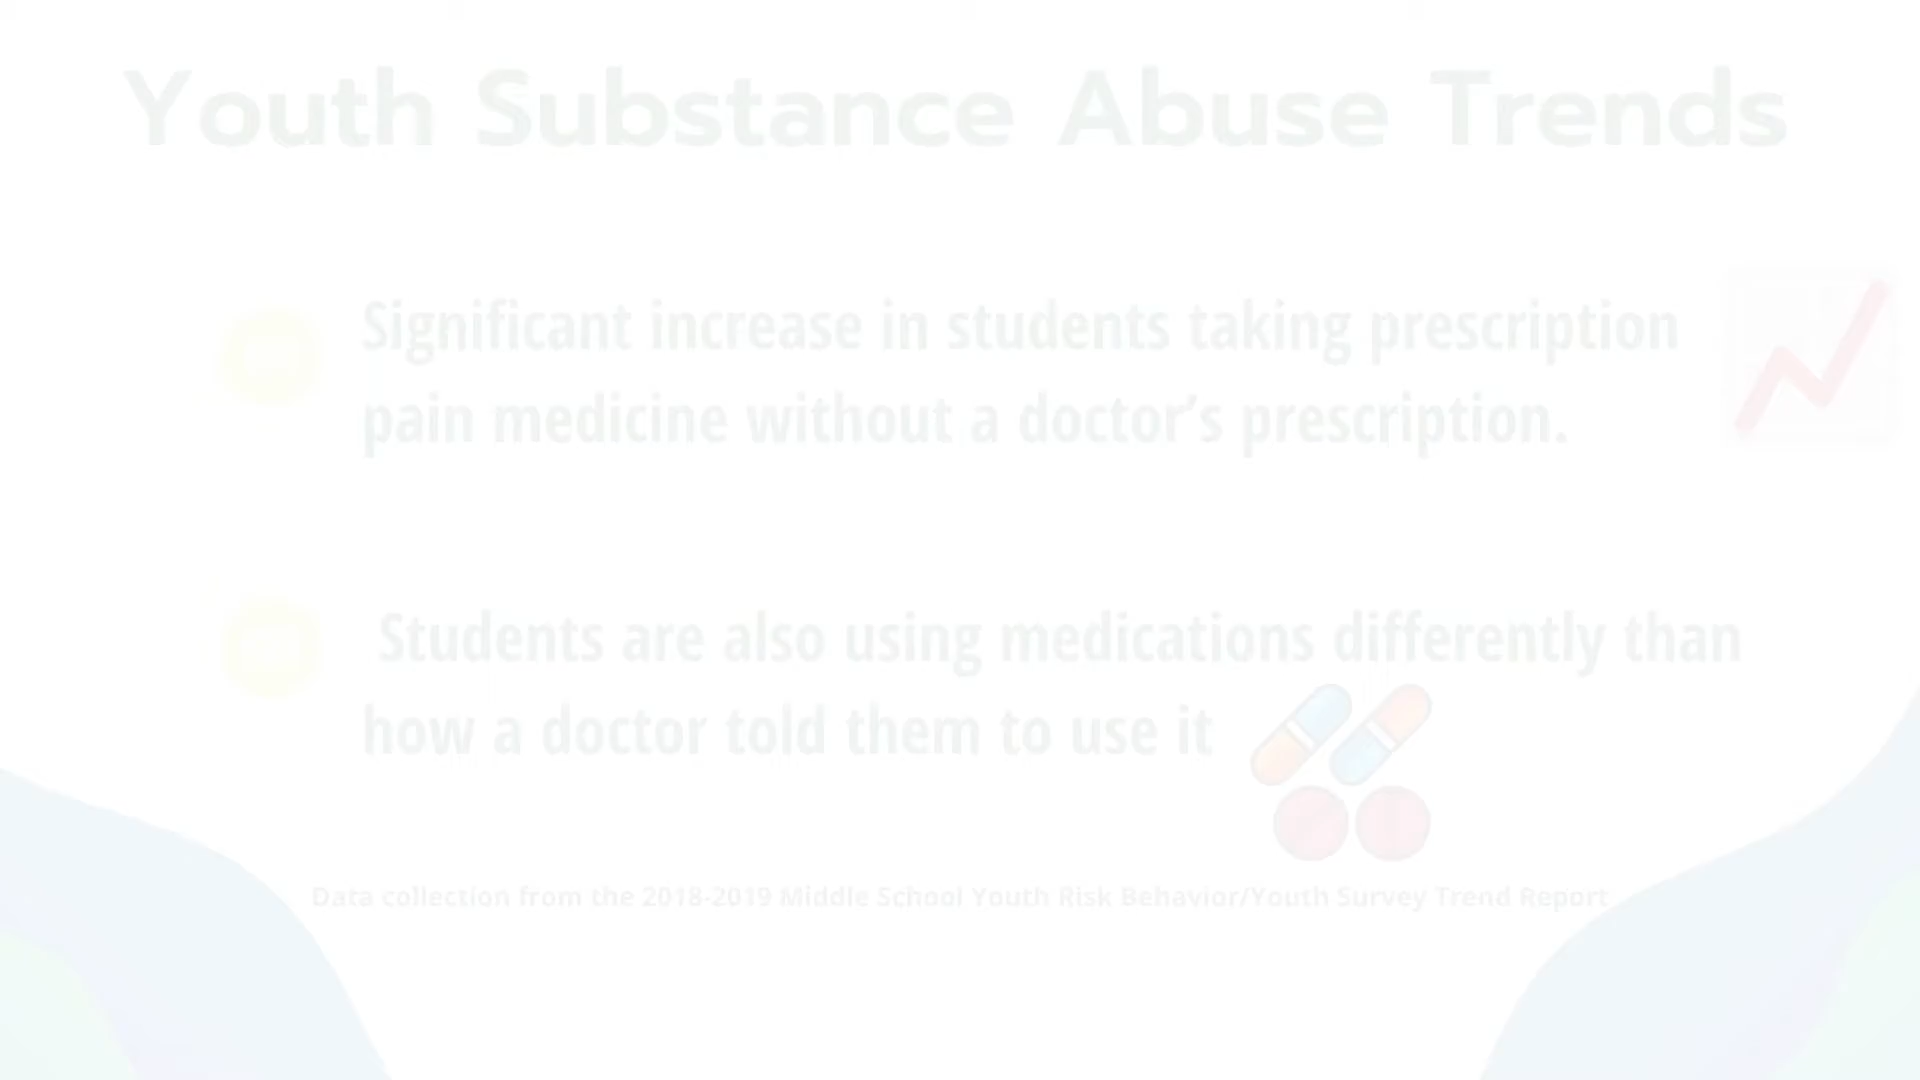 Youth Substance Abuse Trends
Significant increase in students taking prescription
pain medicine without a doctor’s prescription.
Students are also using medications differently than
how a doctor told them to use it
Data collection from the 2018-2019 Middle School Youth Risk Behavior/Youth Survey Trend Report